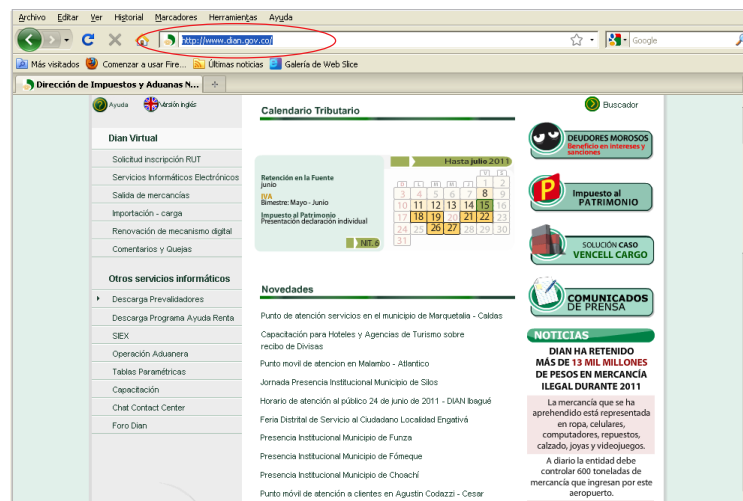 Archivo Editar Ver Historial Marcadores Herramientas Ayuda
http://www.dian.gov.co/
Google
Más visitados Comenzar a usar Fire... Últimas noticias Galería de Web Slice
Dirección de Impuestos y Aduanas N...
Ayuda Versión inglés
Dian Virtual
Solicitud inscripción RUT
Servicios Informáticos Electrónicos
Salida de mercancías
Importación - carga
Renovación de mecanismo digital
Comentarios y Quejas
Otros servicios informáticos
Descarga Prevalidadores
Descarga Programa Ayuda Renta
SIEX
Operación Aduanera
Tablas Paramétricas
Capacitación
Chat Contact Center
Foro Dian
Calendario Tributario
Hasta julio 2011
Retención en la Fuente
junio
IVA
Bimestre: Mayo - Junio
Impuesto al Patrimonio
Presentación declaración individual
NIT. 6
D L M M J V S
1 2
3 4 5 6 7 8 9
10 11 12 13 14 15 16
17 18 19 20 21 22 23
24 25 26 27 28 29 30
31
Novedades
Punto de atención servicios en el municipio de Marquetalia - Caldas
Capacitación para Hoteles y Agencias de Turismo sobre
recibo de Divisas
Punto movil de atencion en Malambo - Atlantico
Jornada Presencia Institucional Municipio de Silos
Horario de atención al público 24 de junio de 2011 - DIAN Ibagué
Feria Distrital de Servicio al Ciudadano Localidad Engativá
Presencia Institucional Municipio de Funza
Presencia Institucional Municipio de Fómeque
Presencia Institucional Municipio de Choachí
Punto móvil de atención a clientes en Agustin Codazzi - Cesar
Buscador
DEUDORES MOROSOS
Beneficio en intereses y
sanciones
P
Impuesto al
PATRIMONIO
SOLUCIÓN CASO
VENCELL CARGO
COMUNICADOS
DE PRENSA
NOTICIAS
DIAN HA RETENIDO
MÁS DE 13 MIL MILLONES
DE PESOS EN MERCANCÍA
ILEGAL DURANTE 2011
La mercancía que se ha
aprehendido está representada
en ropa, celulares,
computadores, repuestos,
calzado, joyas y videojuegos.
A diario la entidad debe
controlar 600 toneladas de
mercancía que ingresan por este
aeropuerto.